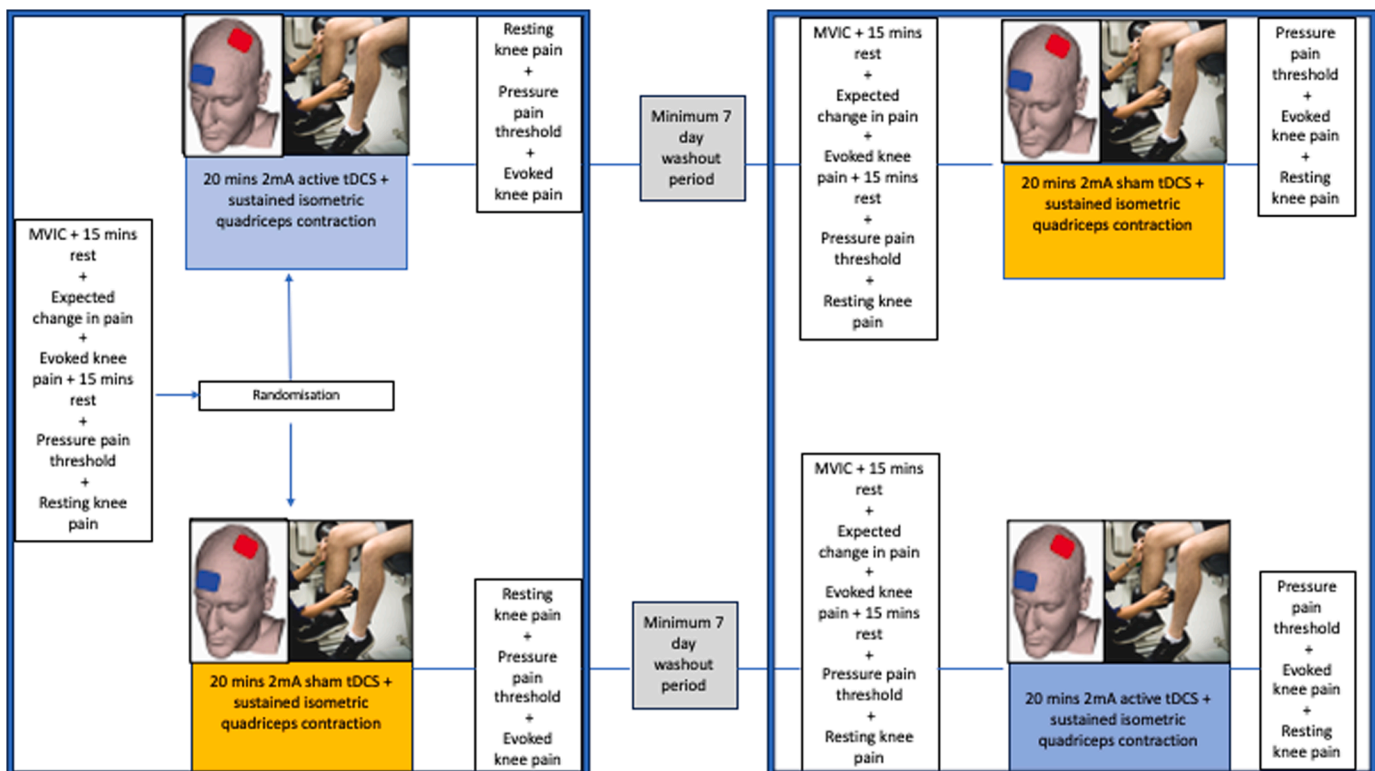 MVIC + 15 mins
rest
+
Expected
change in pain
+
Evoked knee
pain + 15 mins
rest
+
Pressure pain
threshold
+
Resting knee
pain
Randomisation
20 mins 2mA active tDCS +
sustained isometric
quadriceps contraction
Resting
knee pain
+
Pressure
pain
threshold
+
Evoked
knee pain
Minimum 7
day
washout
period
MVIC + 15 mins
rest
+
Expected
change in pain
+
Evoked knee
pain + 15 mins
rest
+
Pressure pain
threshold
+
Resting knee
pain
20 mins 2mA sham tDCS +
sustained isometric
quadriceps contraction
Pressure
pain
threshold
+
Evoked
knee pain
+
Resting
knee pain
20 mins 2mA sham tDCS +
sustained isometric
quadriceps contraction
Resting
knee pain
+
Pressure
pain
threshold
+
Evoked
knee pain
Minimum 7
day
washout
period
MVIC + 15 mins
rest
+
Expected
change in pain
+
Evoked knee
pain + 15 mins
rest
+
Pressure pain
threshold
+
Resting knee
pain
20 mins 2mA active tDCS +
sustained isometric
quadriceps contraction
Pressure
pain
threshold
+
Evoked
knee pain
+
Resting
knee pain